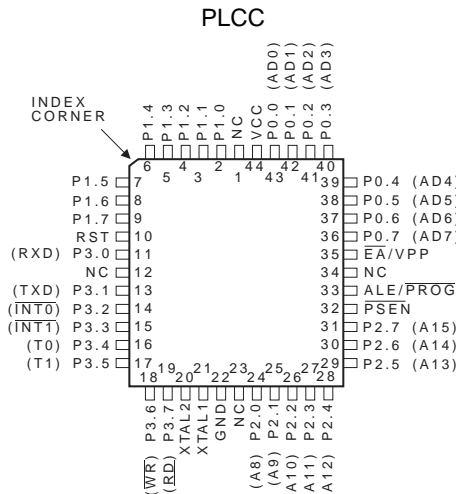 PLCC
INDEX
CORNER
P1.4
P1.3
P1.2
P1.1
P1.0
NC
VCC
P0.0 (AD0)
P0.1 (AD1)
P0.2 (AD2)
P0.3 (AD3)
6
5
4
3
2
1
44
43
42
41
40
P1.5 7
P1.6 8
P1.7 9
RST 10
(RXD) P3.0 11
NC 12
(TXD) P3.1 13
(INT0) P3.2 14
(INT1) P3.3 15
(T0) P3.4 16
(T1) P3.5 17
39 P0.4 (AD4)
38 P0.5 (AD5)
37 P0.6 (AD6)
36 P0.7 (AD7)
35 EA/VPP
34 NC
33 ALE/PROG
32 PSEN
31 P2.7 (A15)
30 P2.6 (A14)
29 P2.5 (A13)
18
19
20
21
22
23
24
25
26
27
28
(WR) P3.6
(RD) P3.7
XTAL2
XTAL1
GND
NC
(A8) P2.0
(A9) P2.1
A10) P2.2
A11) P2.3
A12) P2.4